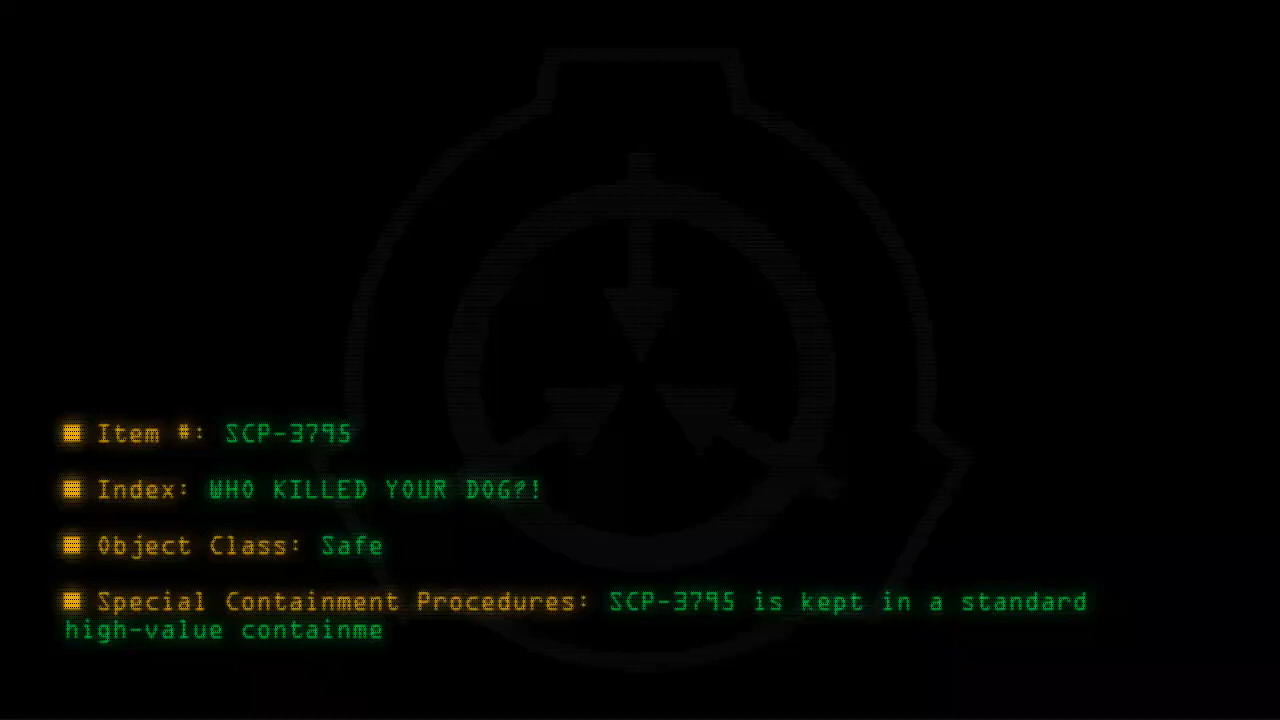 ■ Item #: SCP-3795
■ Index: WHO KILLED YOUR DOG?!
■ Object Class: Safe
■ Special Containment Procedures: SCP-3795 is kept in a standard
high-value containme